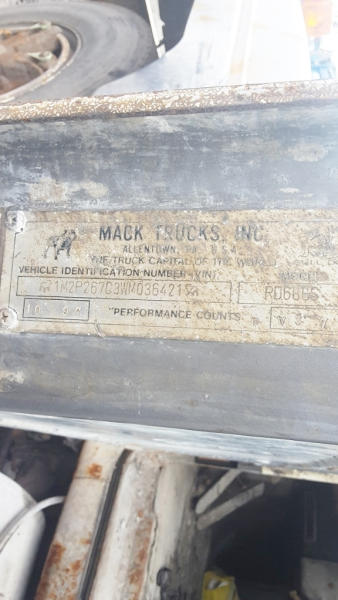 MACK TRUCKS, INC.
ALLENTOWN, PA. U.S.A.
THE TRUCK CAPITAL OF THE WORLD
VEHICLE IDENTIFICATION NUMBER (VIN) MODEL
1M2P267C3WM036421 RD688S
"PERFORMANCE COUNTS."